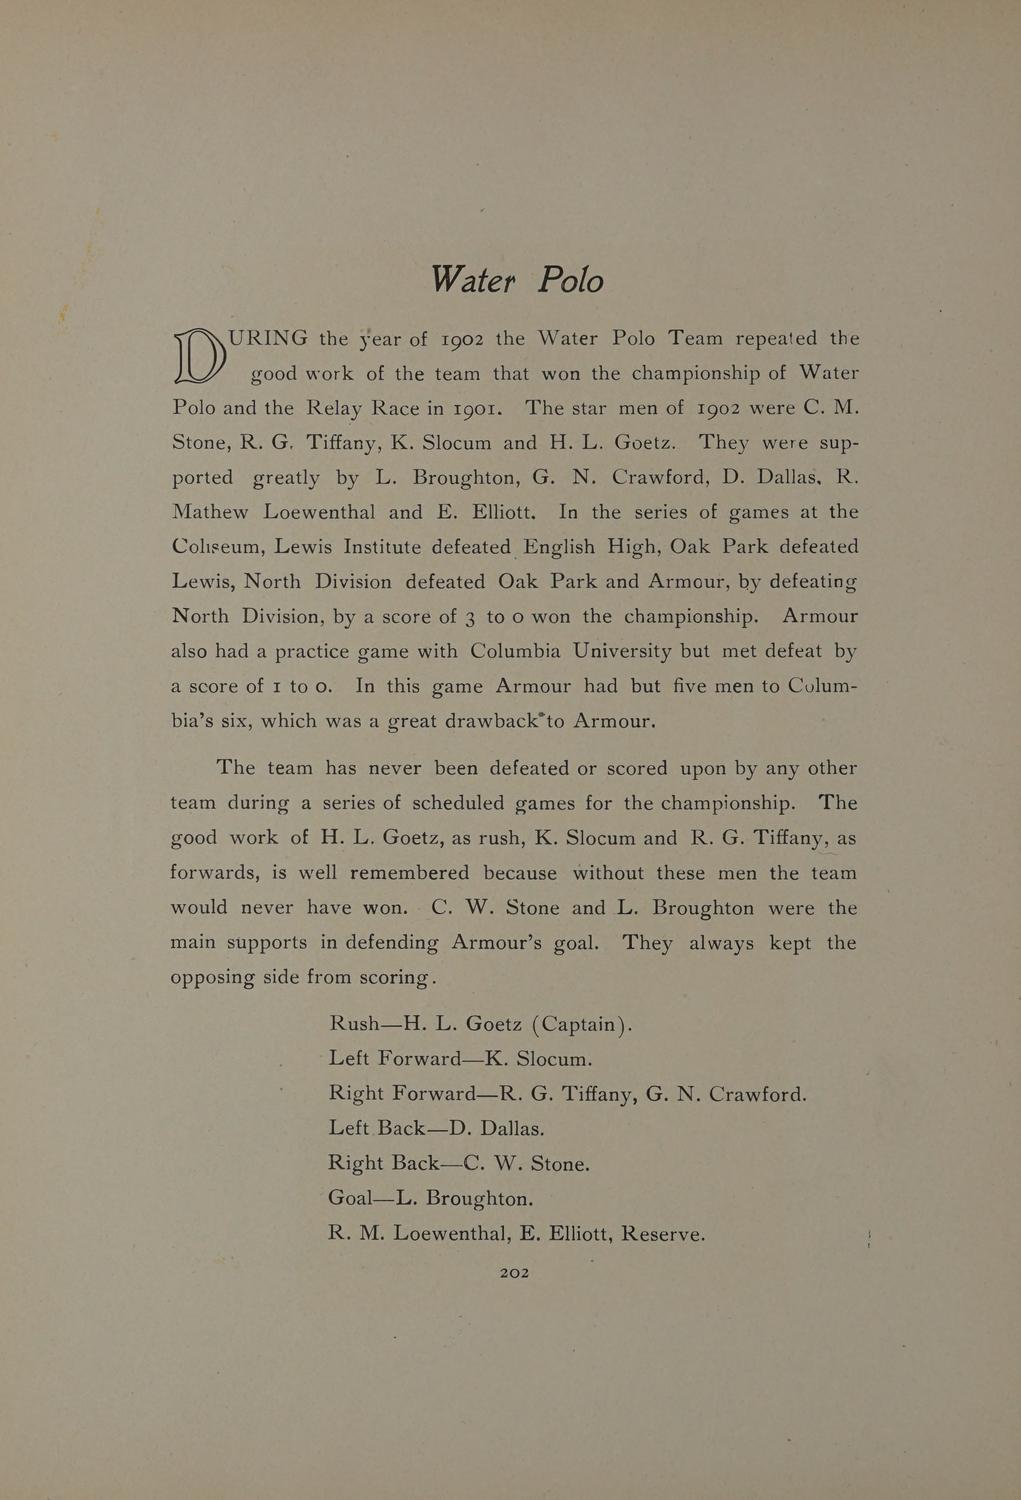 Water Polo
DURING the year of 1902 the Water Polo Team repeated the
good work of the team that won the championship of Water
Polo and the Relay Race in 1901. The star men of 1902 were C. M.
Stone, R. G. Tiffany, K. Slocum and H. L. Goetz. They were sup-
ported greatly by L. Broughton, G. N. Crawford, D. Dallas, R.
Mathew Loewenthal and E. Elliott. In the series of games at the
Coliseum, Lewis Institute defeated English High, Oak Park defeated
Lewis, North Division defeated Oak Park and Armour, by defeating
North Division, by a score of 3 to 0 won the championship. Armour
also had a practice game with Columbia University but met defeat by
a score of 1 to 0. In this game Armour had but five men to Colum-
bia's six, which was a great drawback to Armour.
The team has never been defeated or scored upon by any other
team during a series of scheduled games for the championship. The
good work of H. L. Goetz, as rush, K. Slocum and R. G. Tiffany, as
forwards, is well remembered because without these men the team
would never have won. C. W. Stone and L. Broughton were the
main supports in defending Armour's goal. They always kept the
opposing side from scoring.
Rush—H. L. Goetz (Captain).
Left Forward—K. Slocum.
Right Forward—R. G. Tiffany, G. N. Crawford.
Left Back—D. Dallas.
Right Back—C. W. Stone.
Goal—L. Broughton.
R. M. Loewenthal, E. Elliott, Reserve.
202